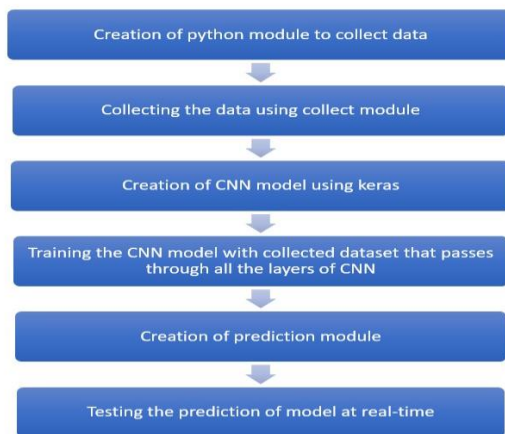 Creation of python module to collect data
Collecting the data using collect module
Creation of CNN model using keras
Training the CNN model with collected dataset that passes
through all the layers of CNN
Creation of prediction module
Testing the prediction of model at real-time